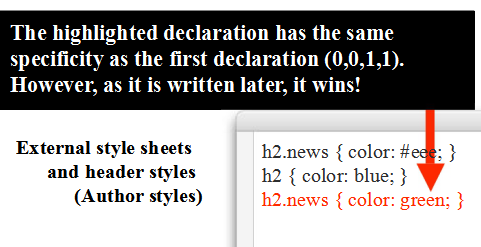 The highlighted declaration has the same
specificity as the first declaration (0,0,1,1).
However, as it is written later, it wins!
External style sheets
and header styles
(Author styles)
h2.news { color: #eee; }
h2 { color: blue; }
h2.news { color: green; }